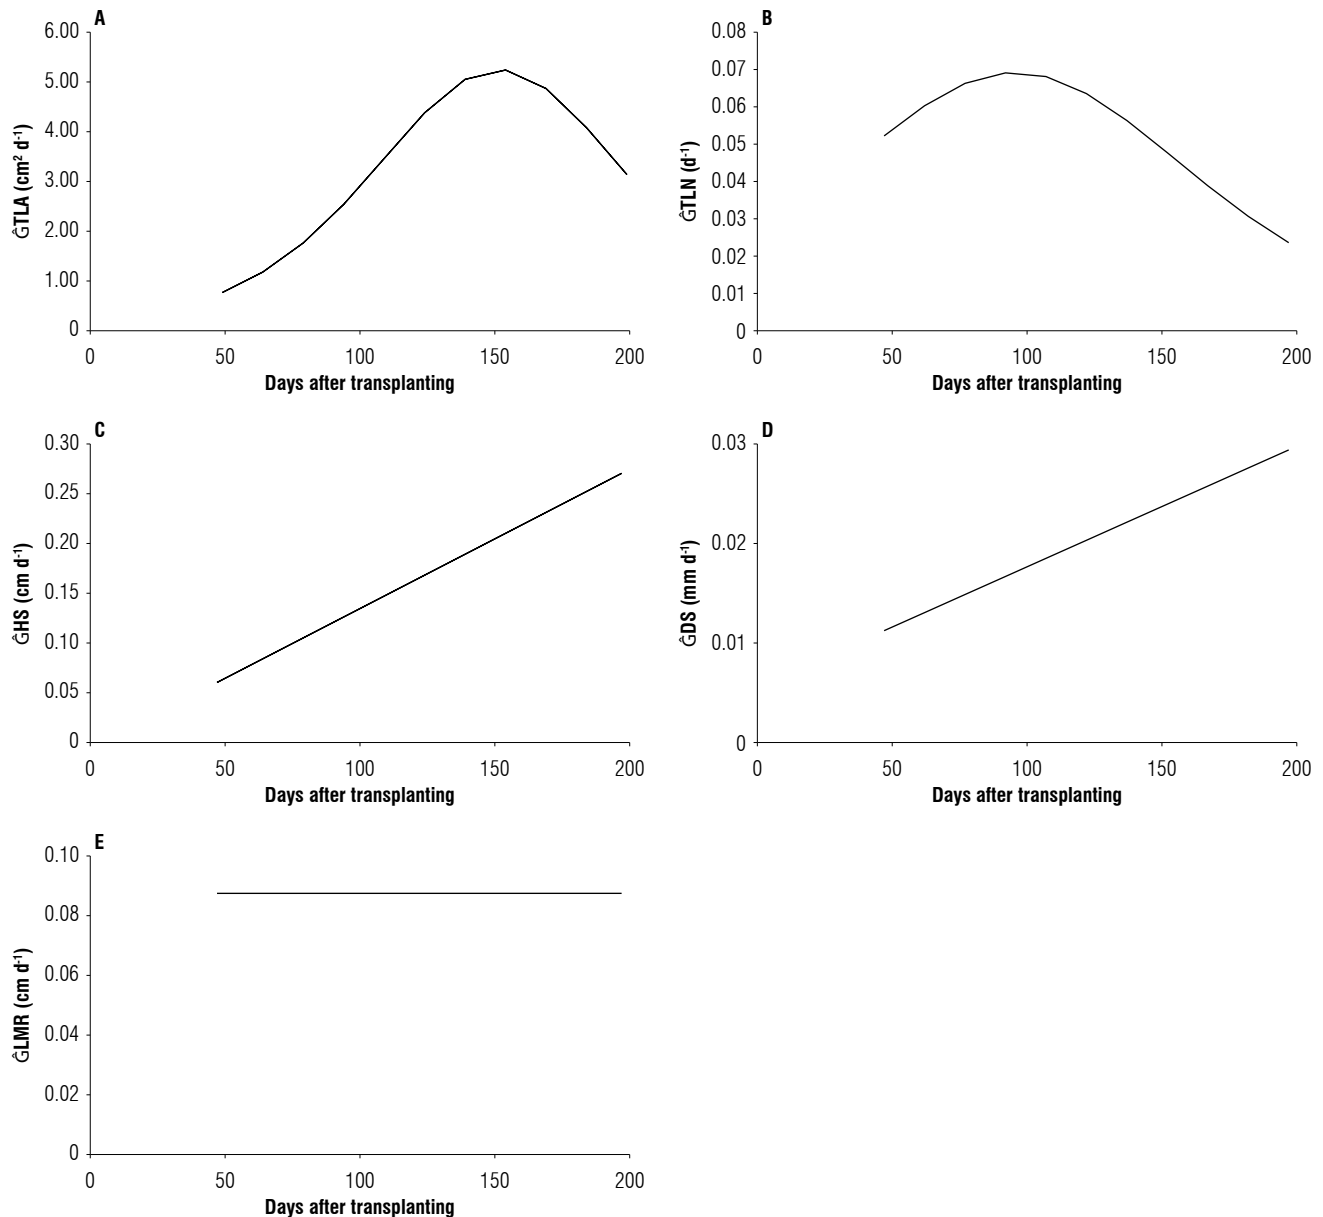 A
6.00
5.00
4.00
3.00
2.00
1.00
0
ĜTLA (cm² d⁻¹)
0 50 100 150 200
Days after transplanting
B
0.08
0.07
0.06
0.05
0.04
0.03
0.02
0.01
0
ĜTLN (d⁻¹)
0 50 100 150 200
Days after transplanting
C
0.30
0.25
0.20
0.15
0.10
0.05
0
ĜHS (cm d⁻¹)
0 50 100 150 200
Days after transplanting
D
0.03
0.02
0.01
0
ĜDS (mm d⁻¹)
0 50 100 150 200
Days after transplanting
E
0.10
0.08
0.06
0.04
0.02
0
ĜLMR (cm d⁻¹)
0 50 100 150 200
Days after transplanting